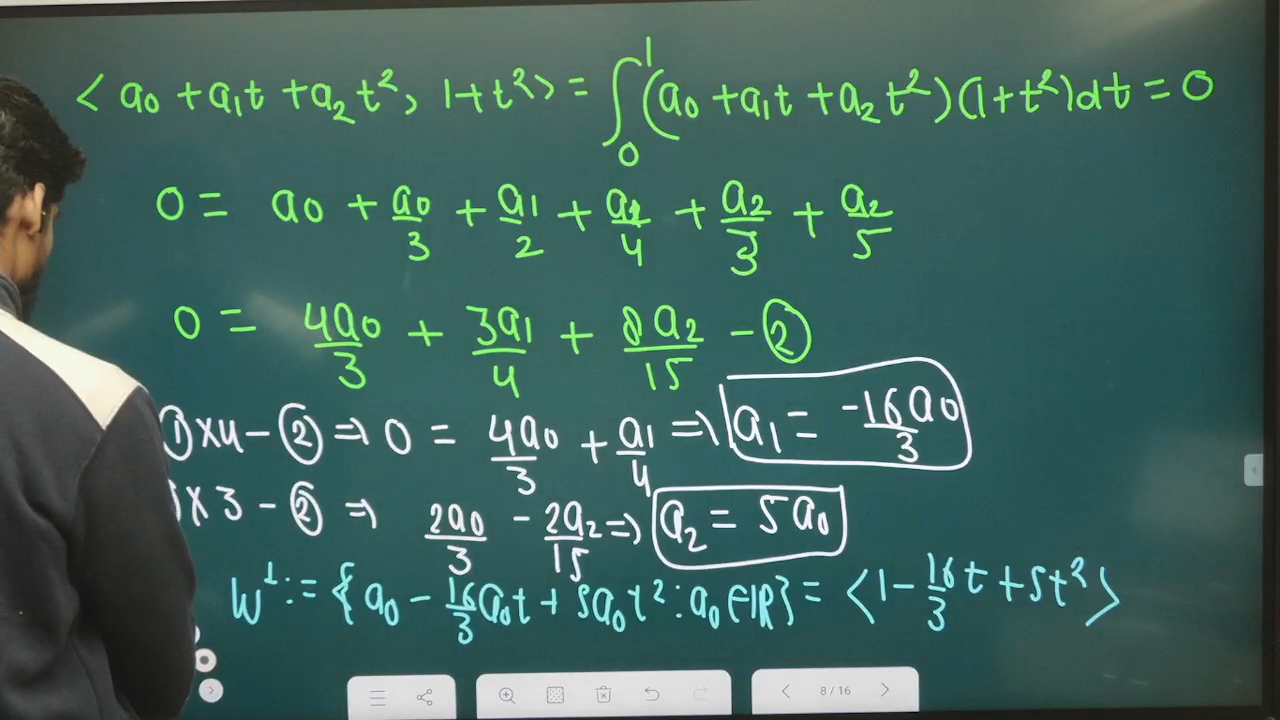 < a₀ + a₁t + a₂t², 1+t² > = ∫₀¹ (a₀ + a₁t + a₂t²)(1+t²)dt = 0
0 = a₀ + a₀/3 + a₁/2 + a₁/4 + a₂/3 + a₂/5
0 = 4a₀/3 + 3a₁/4 + 8a₂/15 - ②
① × 4 - ② ⇒ 0 = 4a₀/3 + a₁/4 ⇒ a₁ = -16a₀/3
× 3 - ② ⇒ 2a₀/3 - 2a₂/15 ⇒ a₂ = 5a₀
W^⊥ := { a₀ - 16/3 a₀t + 5a₀t² : a₀ ∈ ℝ } = < 1 - 16/3 t + 5t² >
8 / 16